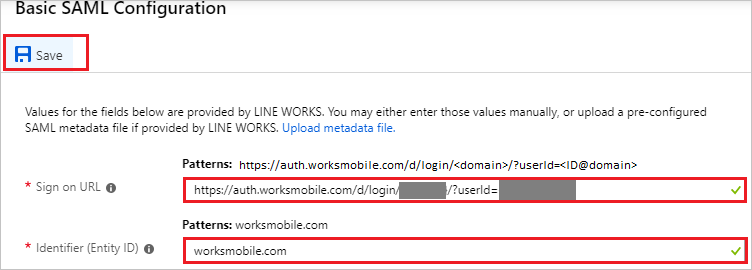 Basic SAML Configuration
Save
Values for the fields below are provided by LINE WORKS. You may either enter those values manually, or upload a pre-configured
SAML metadata file if provided by LINE WORKS. Upload metadata file.
Patterns: https://auth.worksmobile.com/d/login/<domain>/?userId=<ID@domain>
* Sign on URL
https://auth.worksmobile.com/d/login/ /?userId=
Patterns: worksmobile.com
* Identifier (Entity ID)
worksmobile.com